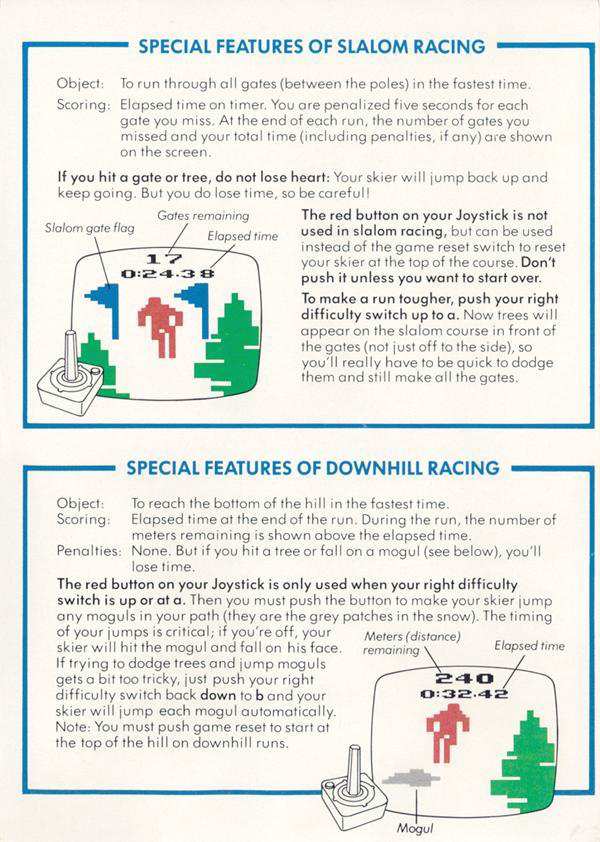 SPECIAL FEATURES OF SLALOM RACING
Object: To run through all gates (between the poles) in the fastest time.
Scoring: Elapsed time on timer. You are penalized five seconds for each
gate you miss. At the end of each run, the number of gates you
missed and your total time (including penalties, if any) are shown
on the screen.
If you hit a gate or tree, do not lose heart: Your skier will jump back up and
keep going. But you do lose time, so be careful!
Gates remaining
Slalom gate flag
Elapsed time
17
0:24.38
The red button on your Joystick is not
used in slalom racing, but can be used
instead of the game reset switch to reset
your skier at the top of the course. Don't
push it unless you want to start over.
To make a run tougher, push your right
difficulty switch up to a. Now trees will
appear on the slalom course in front of
the gates (not just off to the side), so
you'll really have to be quick to dodge
them and still make all the gates.
SPECIAL FEATURES OF DOWNHILL RACING
Object: To reach the bottom of the hill in the fastest time.
Scoring: Elapsed time at the end of the run. During the run, the number of
meters remaining is shown above the elapsed time.
Penalties: None. But if you hit a tree or fall on a mogul (see below), you'll
lose time.
The red button on your Joystick is only used when your right difficulty
switch is up or at a. Then you must push the button to make your skier jump
any moguls in your path (they are the grey patches in the snow). The timing
of your jumps is critical; if you're off, your
skier will hit the mogul and fall on his face.
If trying to dodge trees and jump moguls
gets a bit too tricky, just push your right
difficulty switch back down to b and your
skier will jump each mogul automatically.
Note: You must push game reset to start at
the top of the hill on downhill runs.
Meters (distance)
remaining
Elapsed time
240
0:32.42
Mogul